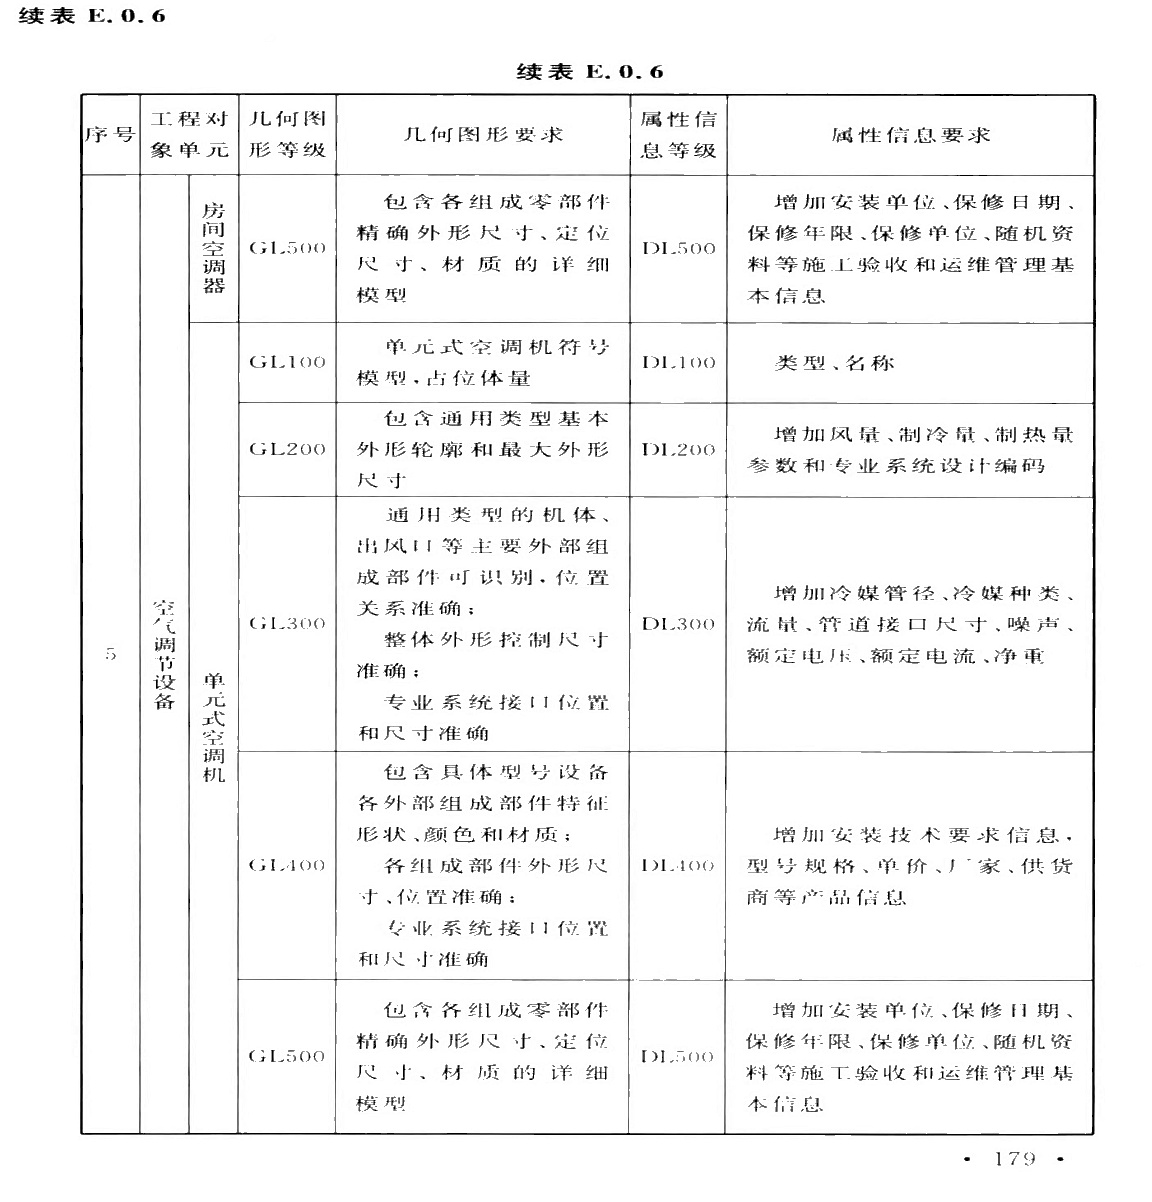 续表 E.0.6
续表 E.0.6
序号
工程对
象单元
几何图
形等级
几何图形要求
属性信
息等级
属性信息要求
5
空气调节设备
房间空调器
GL500
包含各组成零部件
精确外形尺寸、定位
尺寸、材质的详细
模型
DL500
增加安装单位、保修日期、
保修年限、保修单位、随机资
料等施工验收和运维管理基
本信息
单元式空调机
GL100
单元式空调机符号
模型,占位体量
DL100
类型、名称
GL200
包含通用类型基本
外形轮廓和最大外形
尺寸
DL200
增加风量、制冷量、制热量
参数和专业系统设计编码
GL300
通用类型的机体、
出风口等主要外部组
成部件可识别,位置
关系准确;
整体外形控制尺寸
准确;
专业系统接口位置
和尺寸准确
DL300
增加冷媒管径、冷媒种类、
流量、管道接口尺寸、噪声、
额定电压、额定电流、净重
GL400
包含具体型号设备
各外部组成部件特征
形状、颜色和材质;
各组成部件外形尺
寸、位置准确;
专业系统接口位置
和尺寸准确
DL400
增加安装技术要求信息,
型号规格、单价、厂家、供货
商等产品信息
GL500
包含各组成零部件
精确外形尺寸、定位
尺寸、材质的详细
模型
DL500
增加安装单位、保修日期、
保修年限、保修单位、随机资
料等施工验收和运维管理基
本信息
· 179 ·